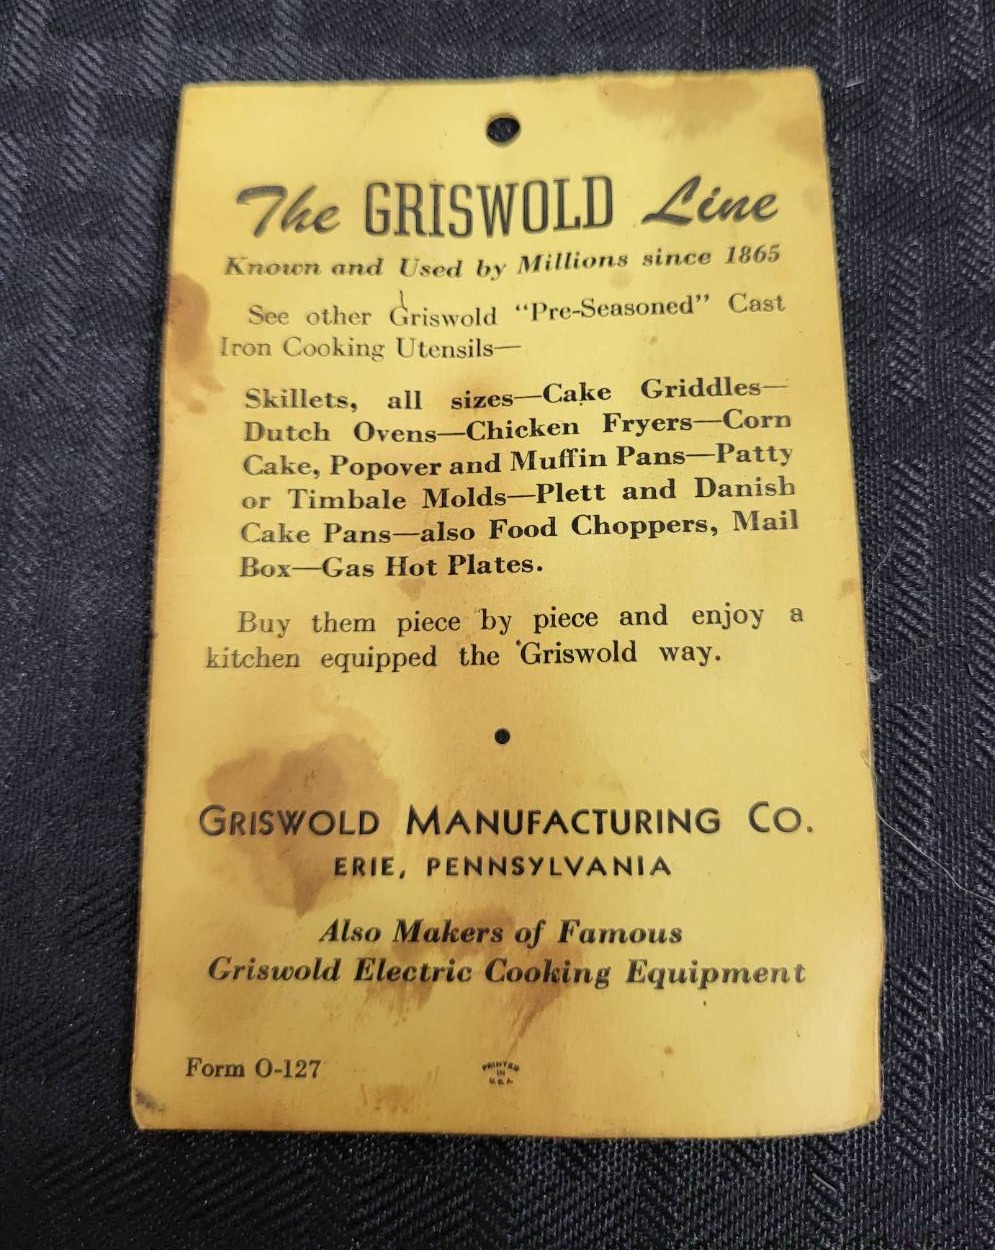 The GRISWOLD Line
Known and Used by Millions since 1865
See other Griswold “Pre-Seasoned” Cast
Iron Cooking Utensils—
Skillets, all sizes—Cake Griddles—
Dutch Ovens—Chicken Fryers—Corn
Cake, Popover and Muffin Pans—Patty
or Timbale Molds—Plett and Danish
Cake Pans—also Food Choppers, Mail
Box—Gas Hot Plates.
Buy them piece by piece and enjoy a
kitchen equipped the Griswold way.
GRISWOLD MANUFACTURING CO.
ERIE, PENNSYLVANIA
Also Makers of Famous
Griswold Electric Cooking Equipment
Form O-127
PRINTED
IN
U.S.A.